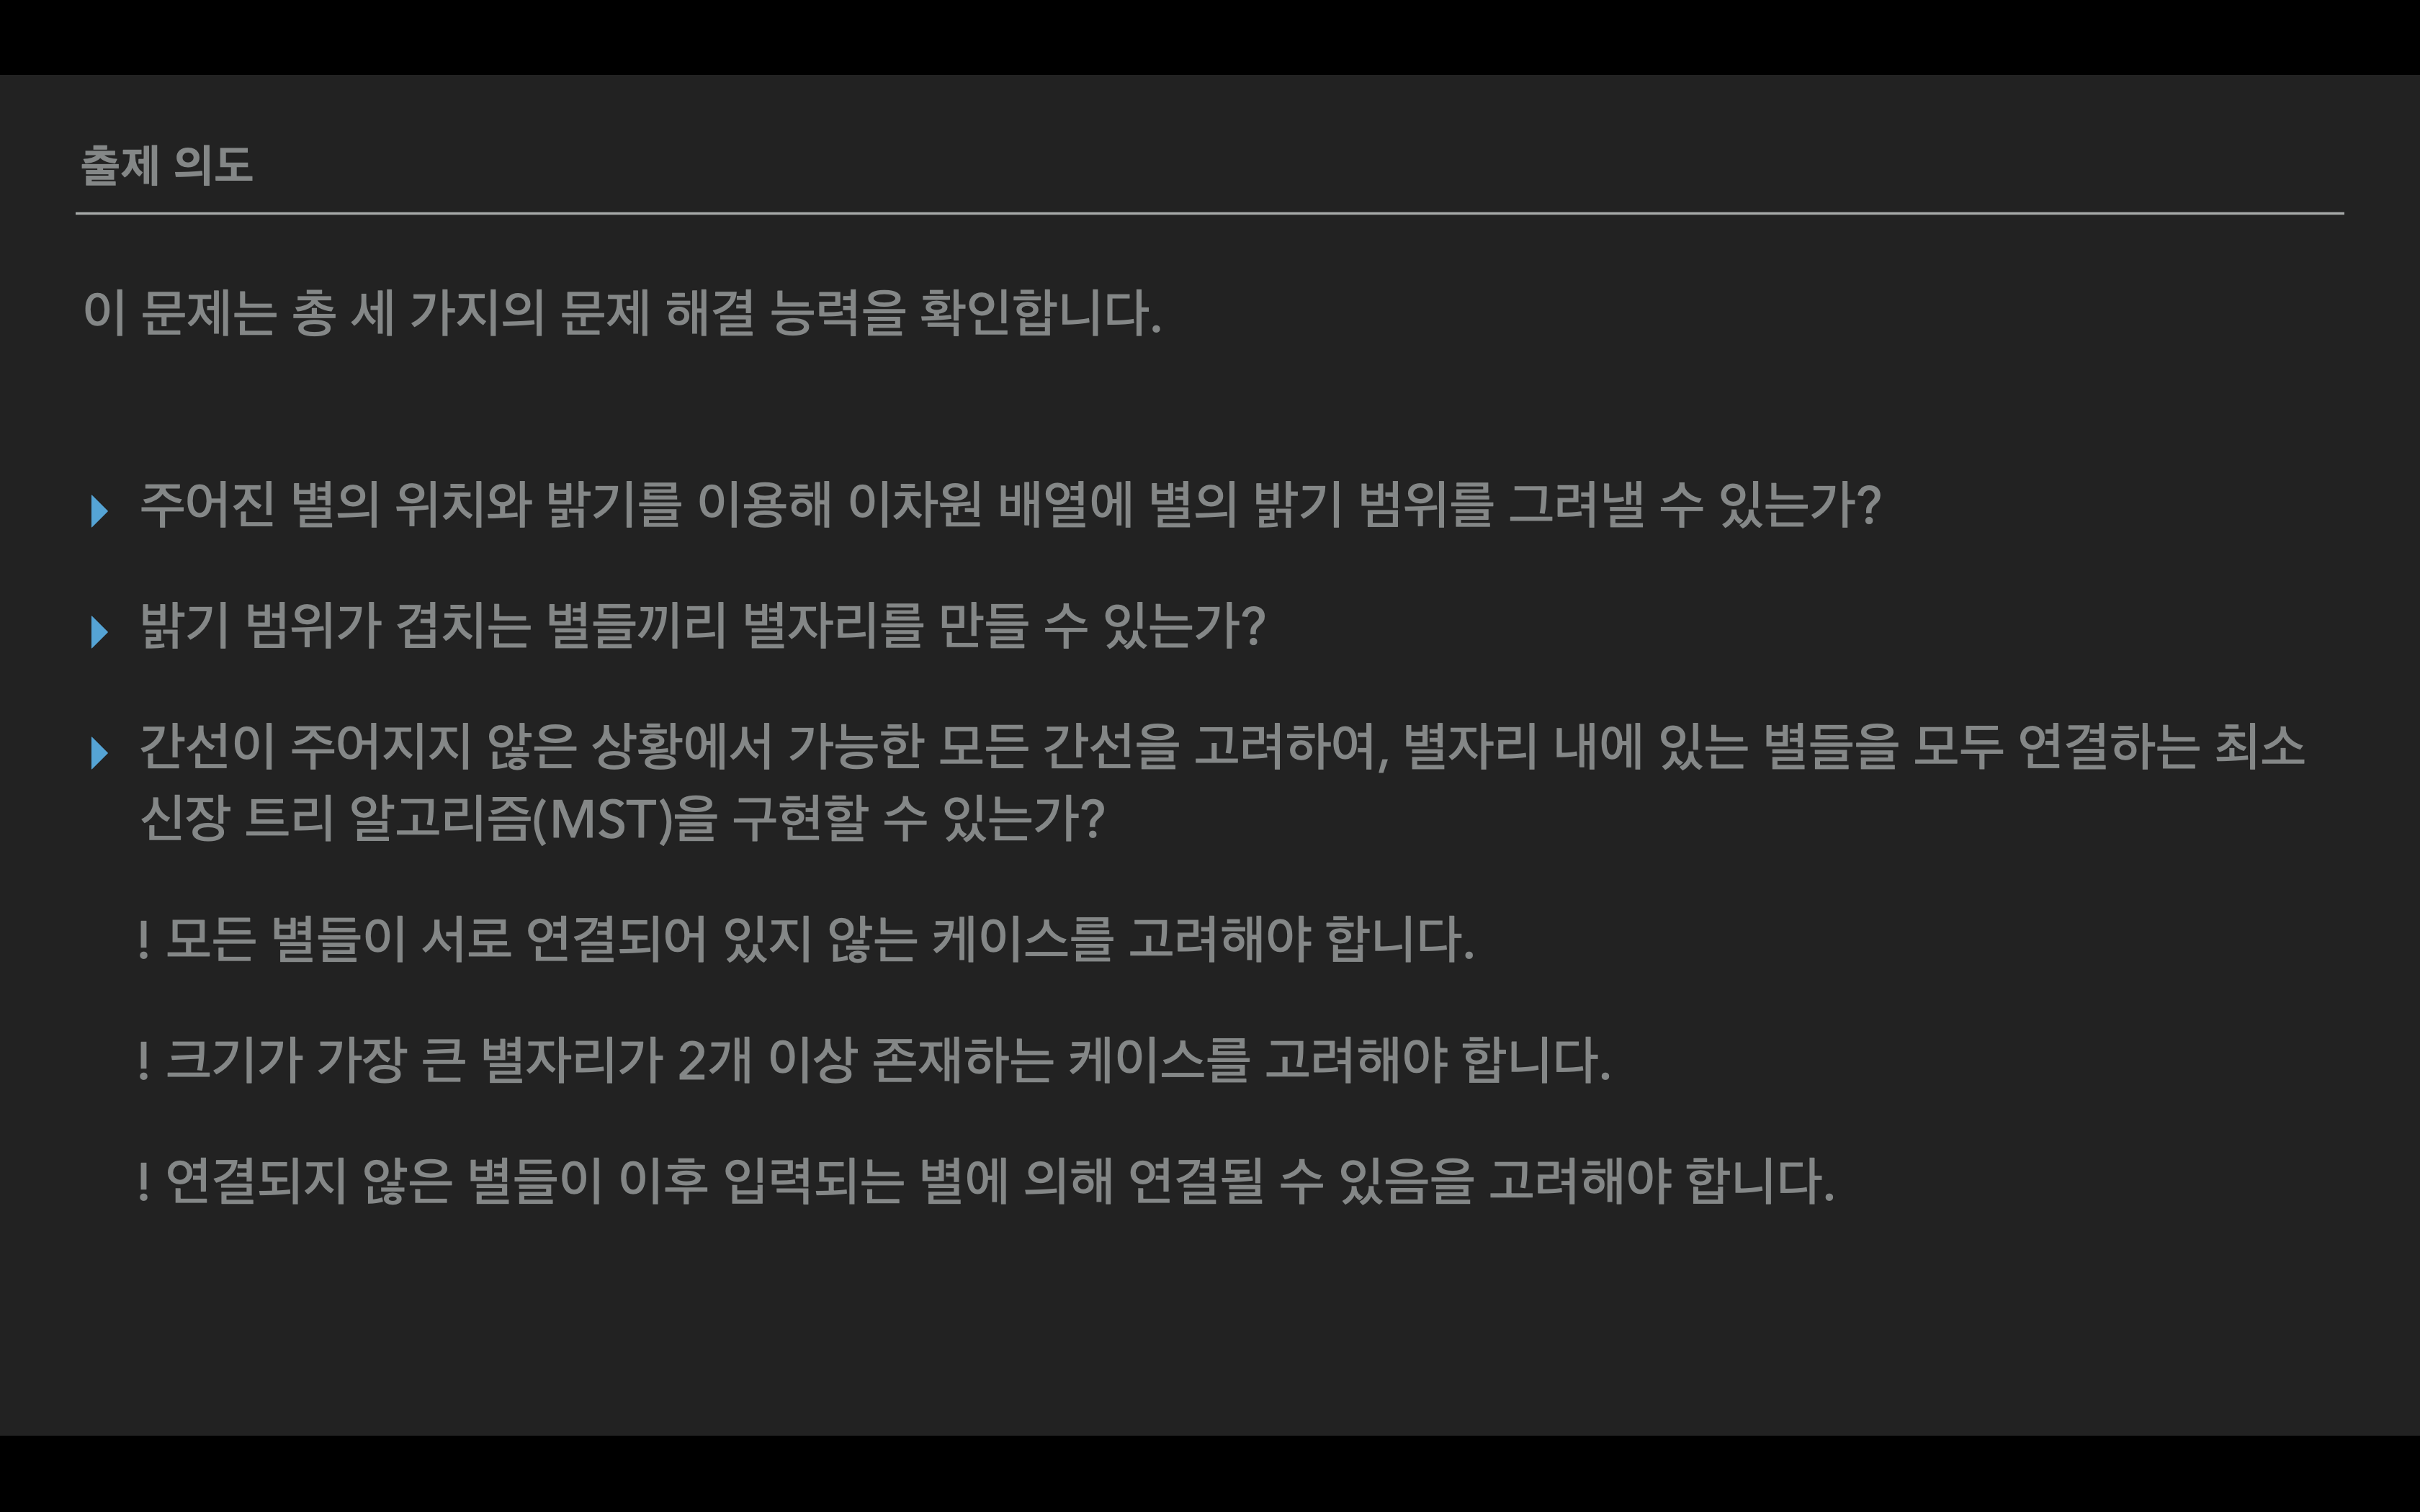 출제 의도
이 문제는 총 세 가지의 문제 해결 능력을 확인합니다.
주어진 별의 위치와 밝기를 이용해 이차원 배열에 별의 밝기 범위를 그려낼 수 있는가?
밝기 범위가 겹치는 별들끼리 별자리를 만들 수 있는가?
간선이 주어지지 않은 상황에서 가능한 모든 간선을 고려하여, 별자리 내에 있는 별들을 모두 연결하는 최소
신장 트리 알고리즘(MST)을 구현할 수 있는가?
! 모든 별들이 서로 연결되어 있지 않는 케이스를 고려해야 합니다.
! 크기가 가장 큰 별자리가 2개 이상 존재하는 케이스를 고려해야 합니다.
! 연결되지 않은 별들이 이후 입력되는 별에 의해 연결될 수 있음을 고려해야 합니다.